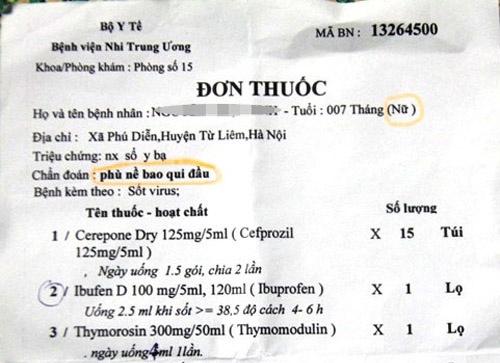 Bộ Y Tế
MÃ BN : 13264500
Bệnh viện Nhi Trung Ương
Khoa/Phòng khám : Phòng số 15
ĐƠN THUỐC
Họ và tên bệnh nhân : - Tuổi : 007 Tháng (Nữ )
Địa chỉ : Xã Phú Diễn,Huyện Từ Liêm,Hà Nội
Triệu chứng: nx số y bạ
Chẩn đoán : phù nề bao qui đầu
Bệnh kèm theo : Sốt virus;
Tên thuốc - hoạt chất Số lượng
1 / Cerepone Dry 125mg/5ml ( Cefprozil X 15 Túi
125mg/5ml )
, Ngày uống 1.5 gói, chia 2 lần
2 / Ibufen D 100 mg/5ml, 120ml ( Ibuprofen ) X 1 Lọ
Uống 2.5 ml khi sốt >= 38,5 độ cách 4- 6 h
3 / Thymorosin 300mg/50ml ( Thymomodulin ) X 1 Lọ
. ngày uống ml 1lần.